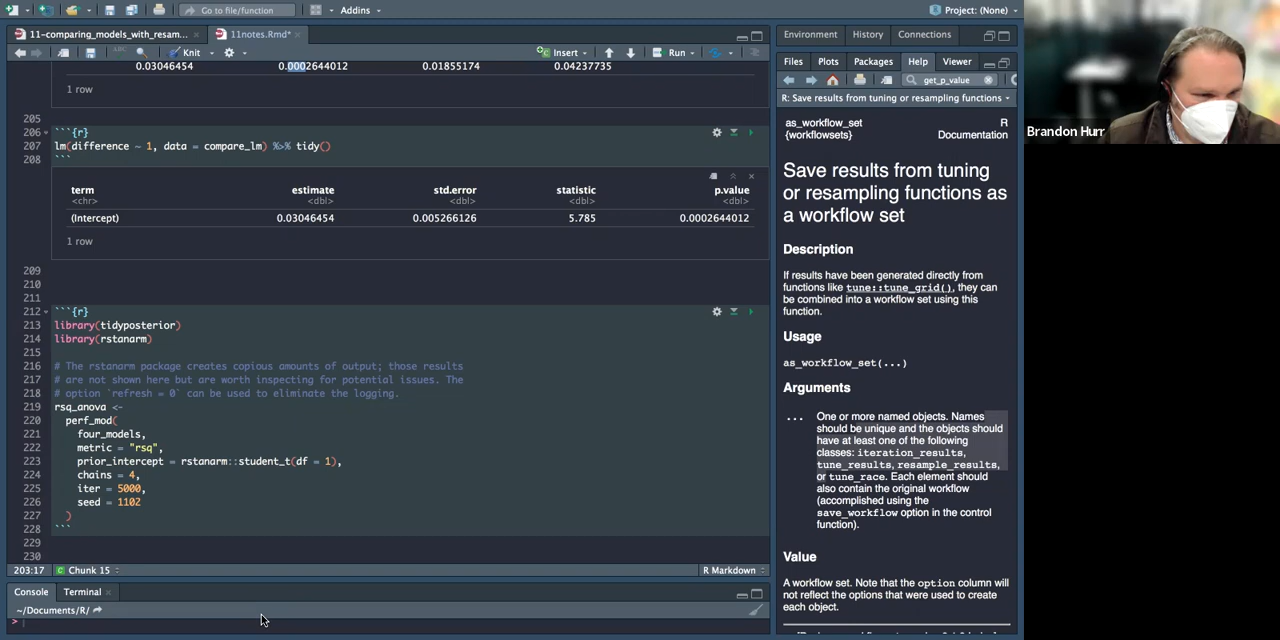 Go to file/function
Addins
Project: (None)
11-comparing_models_with_resam...
11notes.Rmd*
Knit
Insert
Run
0.03046454 0.0002644012 0.01855174 0.04237735
1 row
205
206 ```{r}
207 lm(difference ~ 1, data = compare_lm) %>% tidy()
208 ```
term estimate std.error statistic p.value
<chr> <dbl> <dbl> <dbl> <dbl>
(Intercept) 0.03046454 0.005266126 5.785 0.0002644012
1 row
209
210
211
212 ```{r}
213 library(tidyposterior)
214 library(rstanarm)
215
216 # The rstanarm package creates copious amounts of output; those results
217 # are not shown here but are worth inspecting for potential issues. The
218 # option `refresh = 0` can be used to eliminate the logging.
219 rsq_anova <-
220 perf_mod(
221 four_models,
222 metric = "rsq",
223 prior_intercept = rstanarm::student_t(df = 1),
224 chains = 4,
225 iter = 5000,
226 seed = 1102
227 )
228 ```
229
230
203:17 Chunk 15 R Markdown
Console Terminal
~/Documents/R/
>
Environment History Connections
Files Plots Packages Help Viewer
get_p_value
R: Save results from tuning or resampling functions
as_workflow_set R
{workflowsets} Documentation
Save results from tuning
or resampling functions as
a workflow set
Description
If results have been generated directly from
functions like tune::tune_grid(), they can
be combined into a workflow set using this
function.
Usage
as_workflow_set(...)
Arguments
... One or more named objects. Names
should be unique and the objects should
have at least one of the following
classes: iteration_results,
tune_results, resample_results,
or tune_race. Each element should
also contain the original workflow
(accomplished using the
save_workflow option in the control
function).
Value
A workflow set. Note that the option column will
not reflect the options that were used to create
each object.
Brandon Hurr